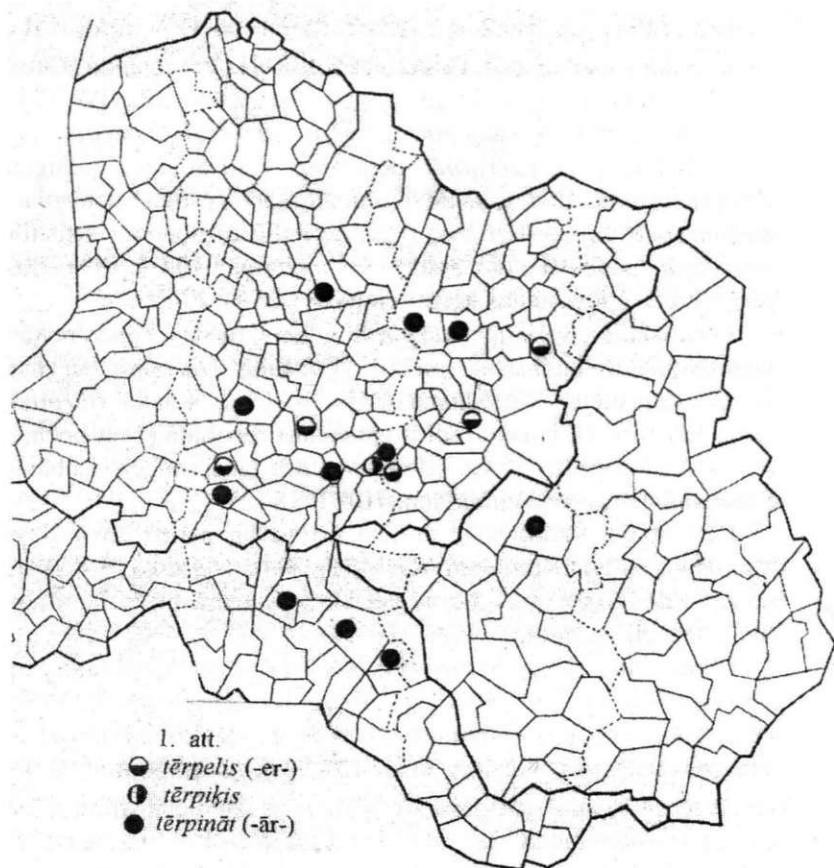 1. att.
tērpelis (-er-)
tērpiķis
tērpināt (-ār-)